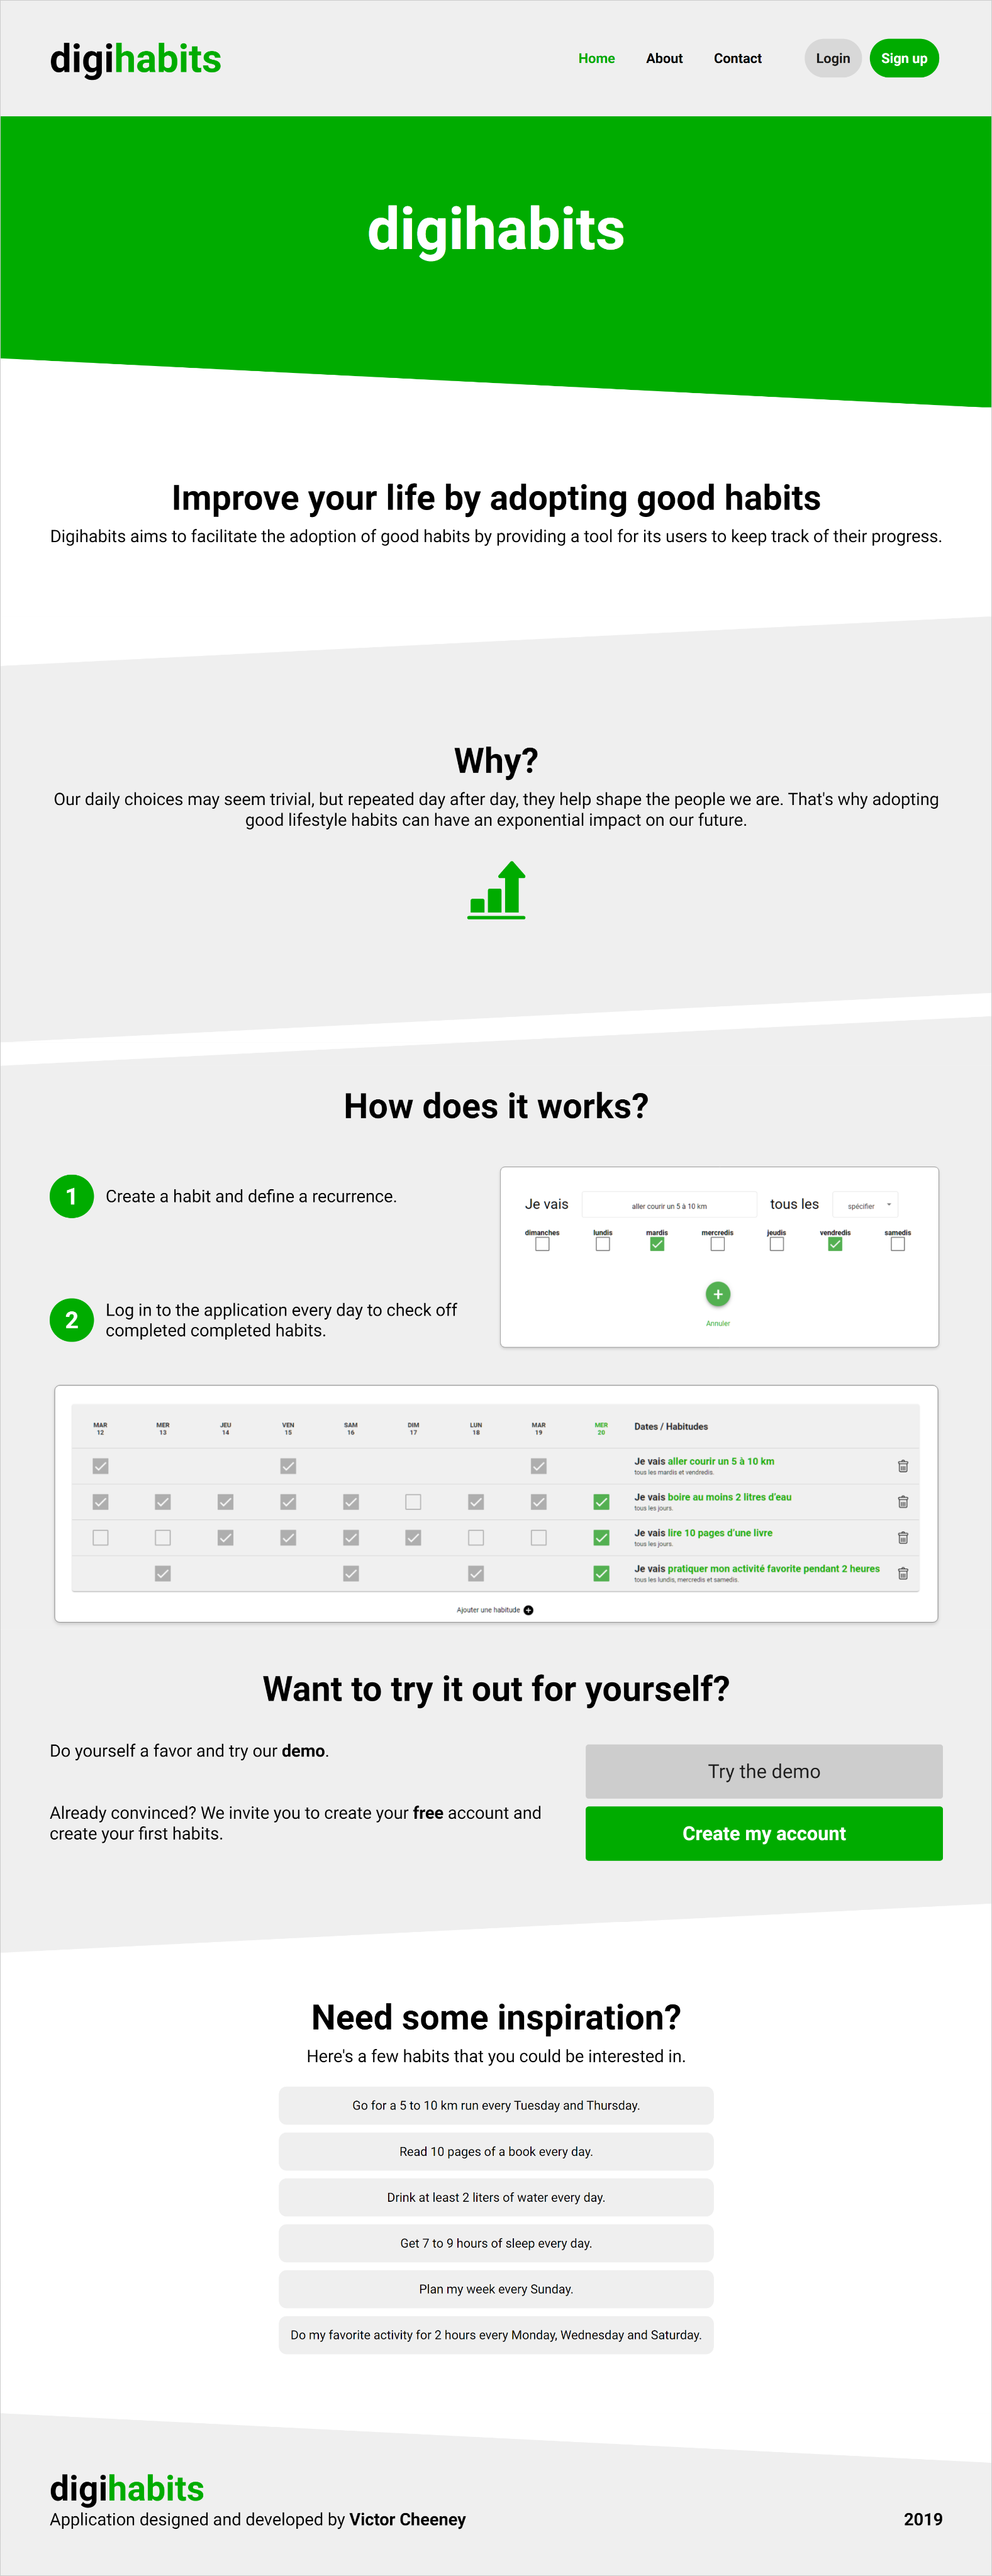 digihabits
Home About Contact Login Sign up
digihabits
Improve your life by adopting good habits
Digihabits aims to facilitate the adoption of good habits by providing a tool for its users to keep track of their progress.
Why?
Our daily choices may seem trivial, but repeated day after day, they help shape the people we are. That's why adopting
good lifestyle habits can have an exponential impact on our future.
How does it works?
1 Create a habit and define a recurrence.
2 Log in to the application every day to check off
completed completed habits.
Je vais aller courir un 5 à 10 km tous les spécifier
dimanches lundis mardis mercredis jeudis vendredis samedis
Annuler
MAR MER JEU VEN SAM DIM LUN MAR MER Dates / Habitudes
12 13 14 15 16 17 18 19 20
Je vais aller courir un 5 à 10 km
tous les mardis et vendredis.
Je vais boire au moins 2 litres d'eau
tous les jours.
Je vais lire 10 pages d'une livre
tous les jours.
Je vais pratiquer mon activité favorite pendant 2 heures
tous les lundis, mercredis et samedis.
Ajouter une habitude
Want to try it out for yourself?
Do yourself a favor and try our demo.
Try the demo
Already convinced? We invite you to create your free account and
create your first habits.
Create my account
Need some inspiration?
Here's a few habits that you could be interested in.
Go for a 5 to 10 km run every Tuesday and Thursday.
Read 10 pages of a book every day.
Drink at least 2 liters of water every day.
Get 7 to 9 hours of sleep every day.
Plan my week every Sunday.
Do my favorite activity for 2 hours every Monday, Wednesday and Saturday.
digihabits
Application designed and developed by Victor Cheeney 2019